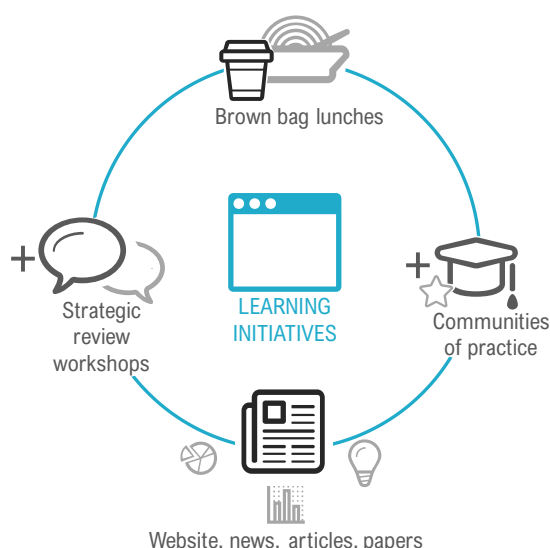 Brown bag lunches
LEARNING
INITIATIVES
Strategic
review
workshops
Communities
of practice
Website, news, articles, papers